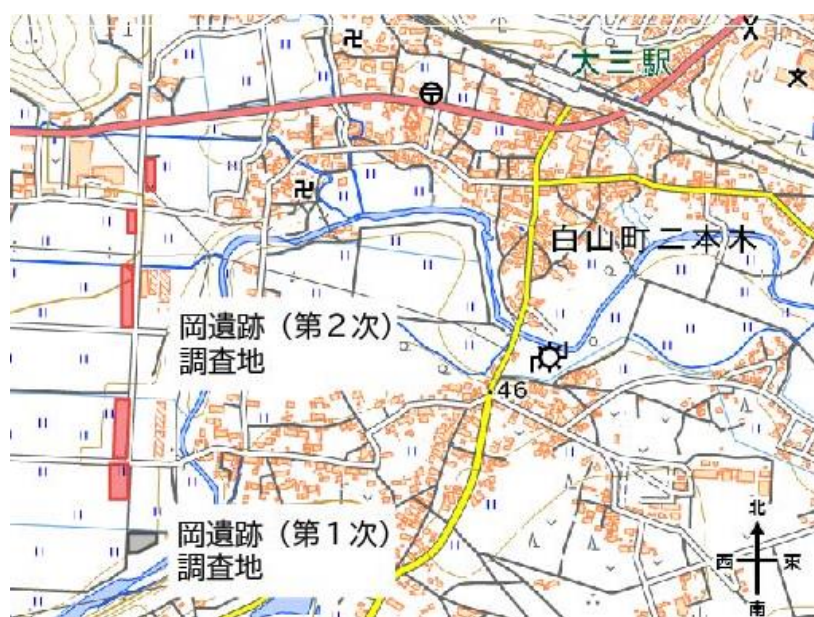 大三駅
白山町二本木
岡遺跡（第２次）
調査地
46
岡遺跡（第１次）
調査地
北
西
東
南